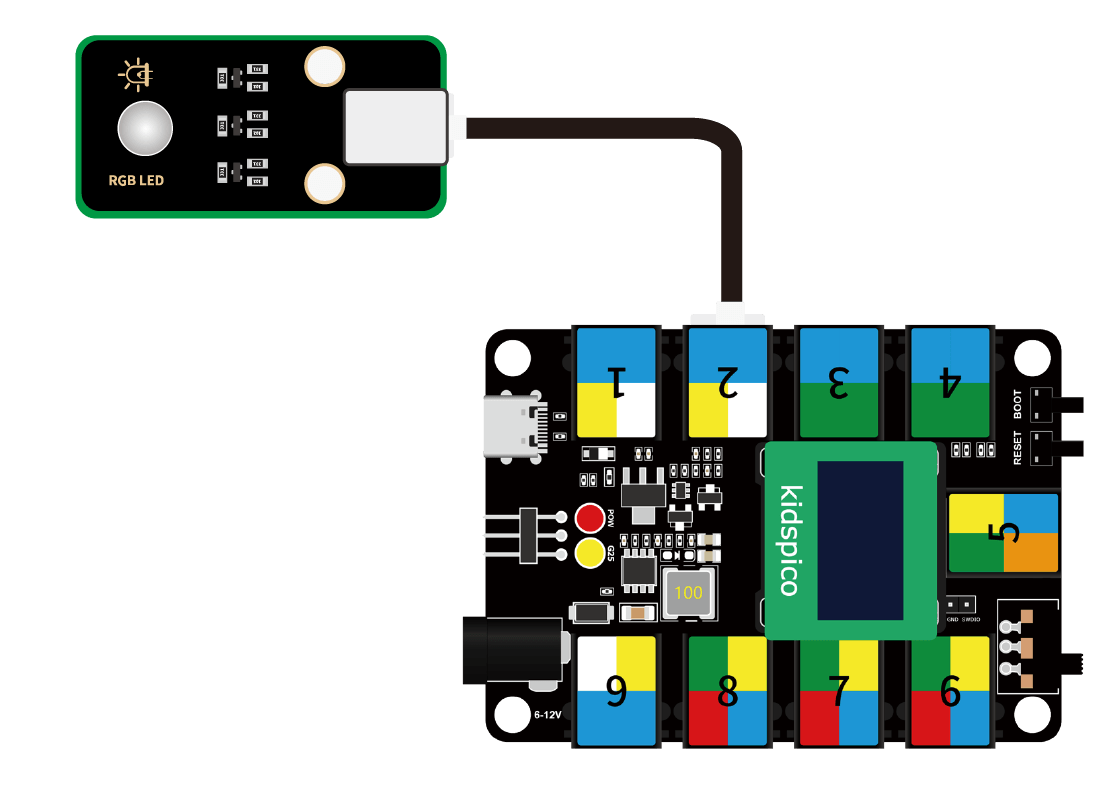 RGB LED
1
2
3
4
BOOT
RESET
5
kidspico
POW
G25
100
GND SWDIO
6-12V
9
8
7
6